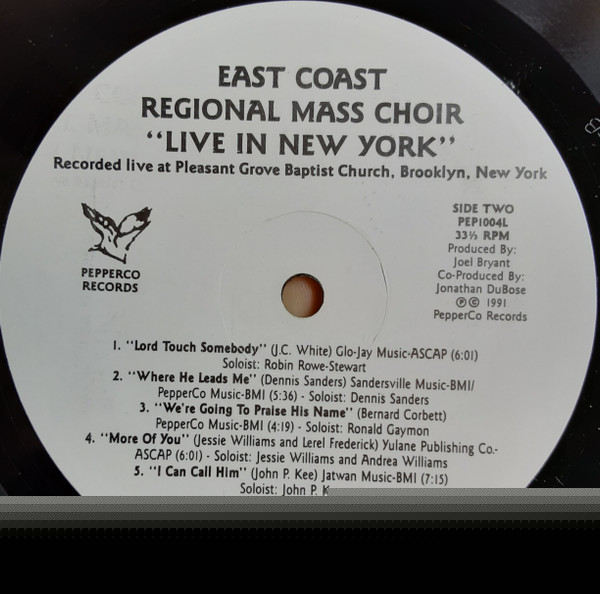 EAST COAST
REGIONAL MASS CHOIR
“LIVE IN NEW YORK”
Recorded live at Pleasant Grove Baptist Church, Brooklyn, New York
PEPPERCO
RECORDS
SIDE TWO
PEP1004L
33⅓ RPM
Produced By:
Joel Bryant
Co-Produced By:
Jonathan DuBose
℗© 1991
PepperCo Records
1. "Lord Touch Somebody" (J.C. White) Glo-Jay Music-ASCAP (6:01)
Soloist: Robin Rowe-Stewart
2. "Where He Leads Me" (Dennis Sanders) Sandersville Music-BMI/
PepperCo Music-BMI (5:36) - Soloist: Dennis Sanders
3. "We're Going To Praise His Name" (Bernard Corbett)
PepperCo Music-BMI (4:19) - Soloist: Ronald Gaymon
4. "More Of You" (Jessie Williams and Lerel Frederick) Yulane Publishing Co.-
ASCAP (6:01) - Soloist: Jessie Williams and Andrea Williams
5. "I Can Call Him" (John P. Kee) Jatwan Music-BMI (7:15)
Soloist: John P.